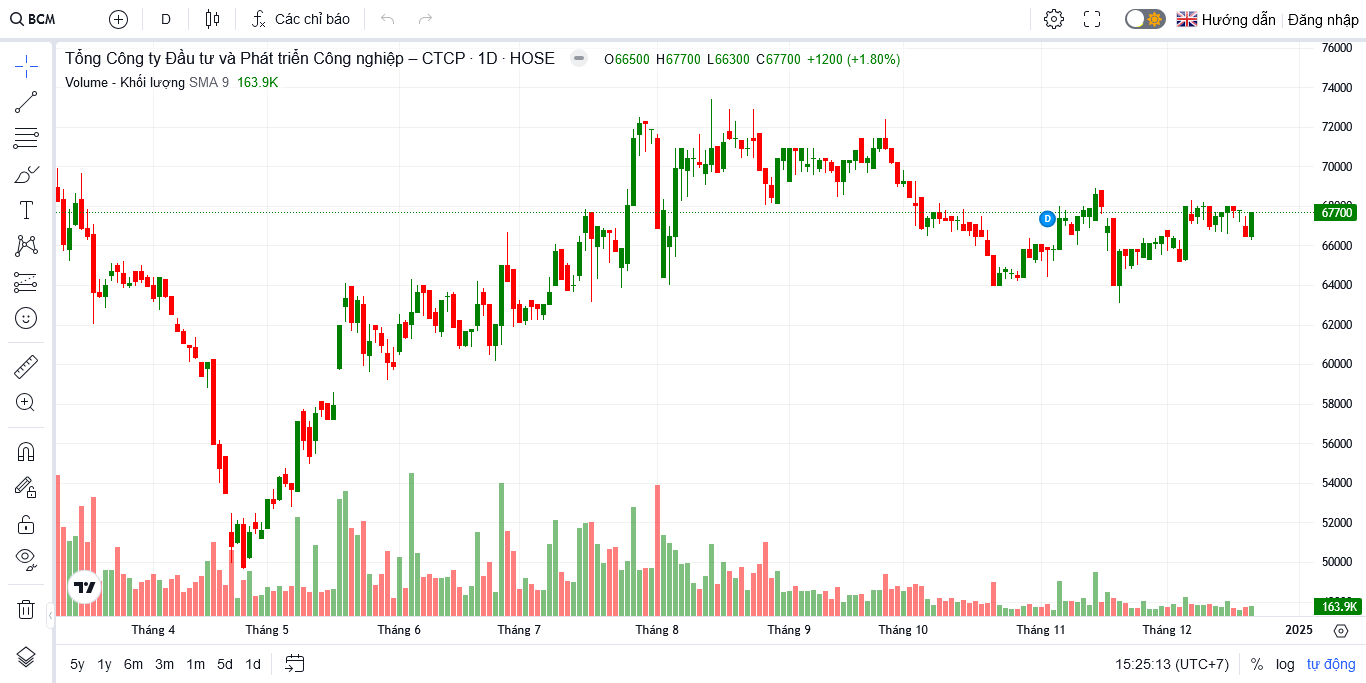 BCM
D
Các chỉ báo
Hướng dẫn
Đăng nhập
Tổng Công ty Đầu tư và Phát triển Công nghiệp – CTCP · 1D · HOSE
O66500 H67700 L66300 C67700 +1200 (+1.80%)
Volume - Khối lượng SMA 9 163.9K
76000
74000
72000
70000
68000
67700
66000
64000
62000
60000
58000
56000
54000
52000
50000
163.9K
D
Tháng 4
Tháng 5
Tháng 6
Tháng 7
Tháng 8
Tháng 9
Tháng 10
Tháng 11
Tháng 12
2025
5y 1y 6m 3m 1m 5d 1d
15:25:13 (UTC+7)
%
log
tự động